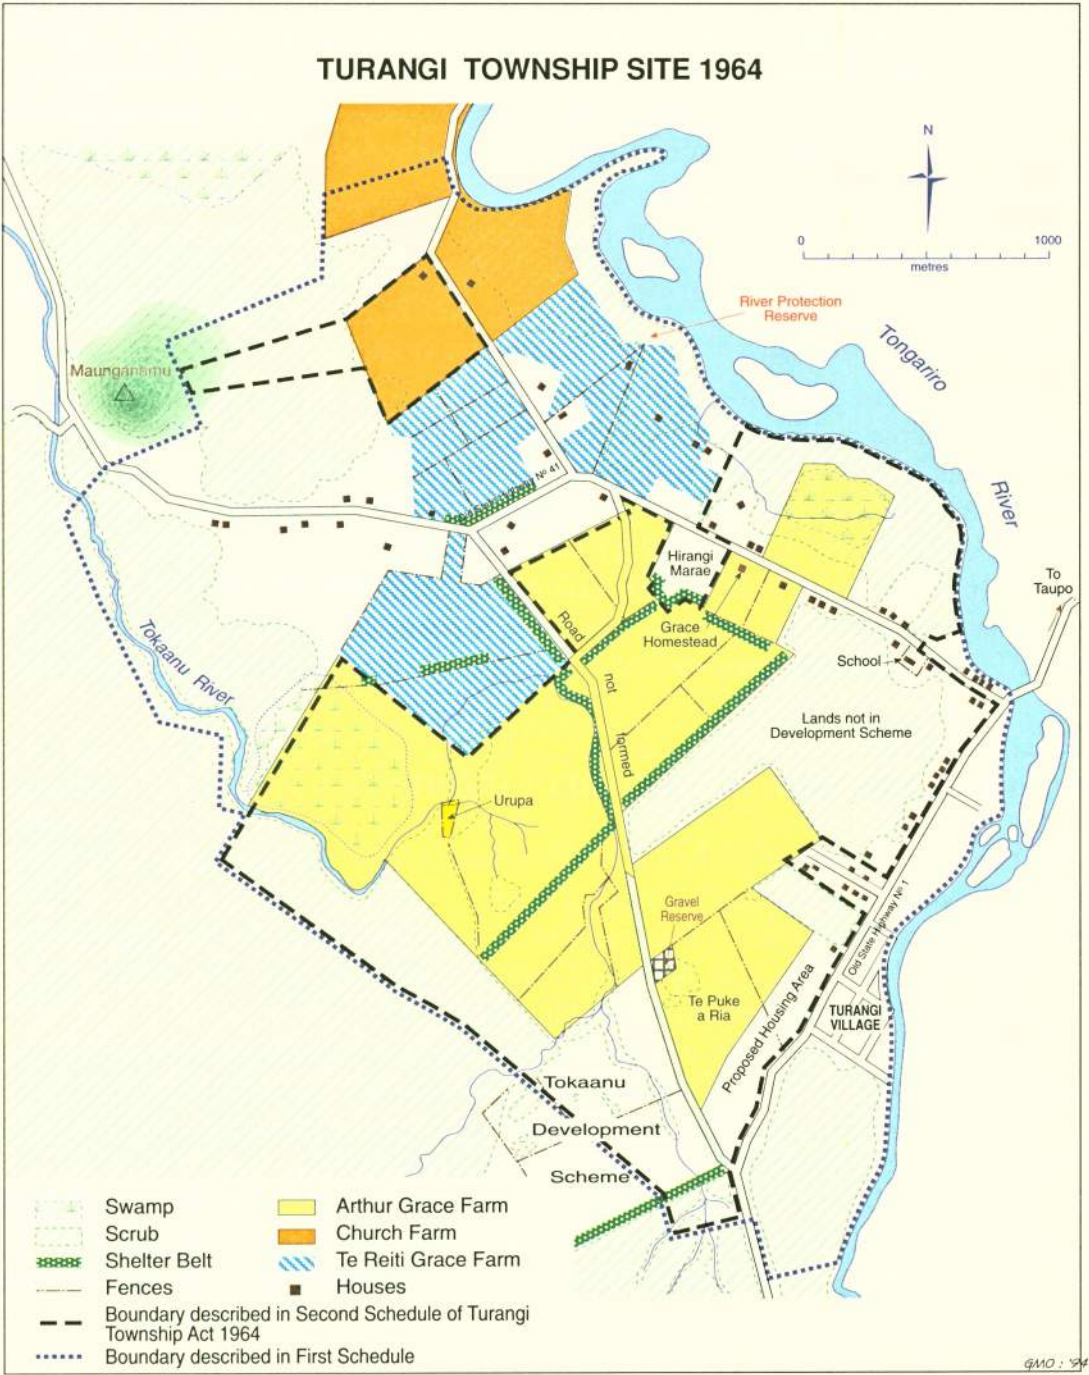 TURANGI TOWNSHIP SITE 1964
N
0 1000
metres
River Protection
Reserve
Tongariro
River
Maunganamu
Nº 41
To
Taupo
Hirangi
Marae
Grace
Homestead
School
Road
not
formed
Lands not in
Development Scheme
Tokaanu River
Urupa
Gravel
Reserve
Te Puke
a Ria
Proposed Housing Area
Old State Highway Nº 1
TURANGI
VILLAGE
Tokaanu
Development
Scheme
Swamp
Scrub
Shelter Belt
Fences
Arthur Grace Farm
Church Farm
Te Reiti Grace Farm
Houses
Boundary described in Second Schedule of Turangi
Township Act 1964
Boundary described in First Schedule
GMO : '94